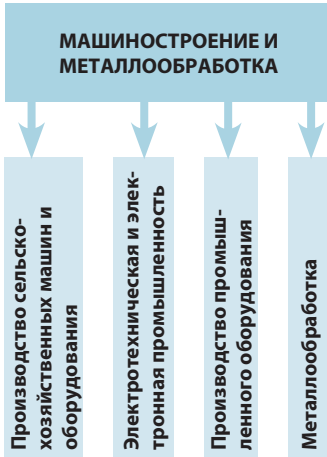 МАШИНОСТРОЕНИЕ И
МЕТАЛЛООБРАБОТКА
Производство сельско-
хозяйственных машин и
оборудования
Электротехническая и элек-
тронная промышленность
Производство промыш-
ленного оборудования
Металлообработка